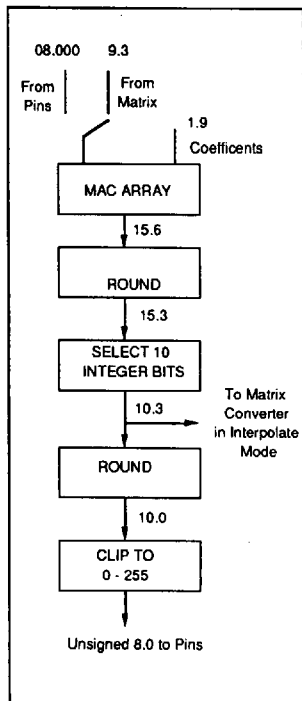 08.000 9.3
From From
Pins Matrix
1.9
Coefficents
MAC ARRAY
15.6
ROUND
15.3
SELECT 10
INTEGER BITS
10.3
To Matrix
Converter
in Interpolate
Mode
ROUND
10.0
CLIP TO
0 - 255
Unsigned 8.0 to Pins